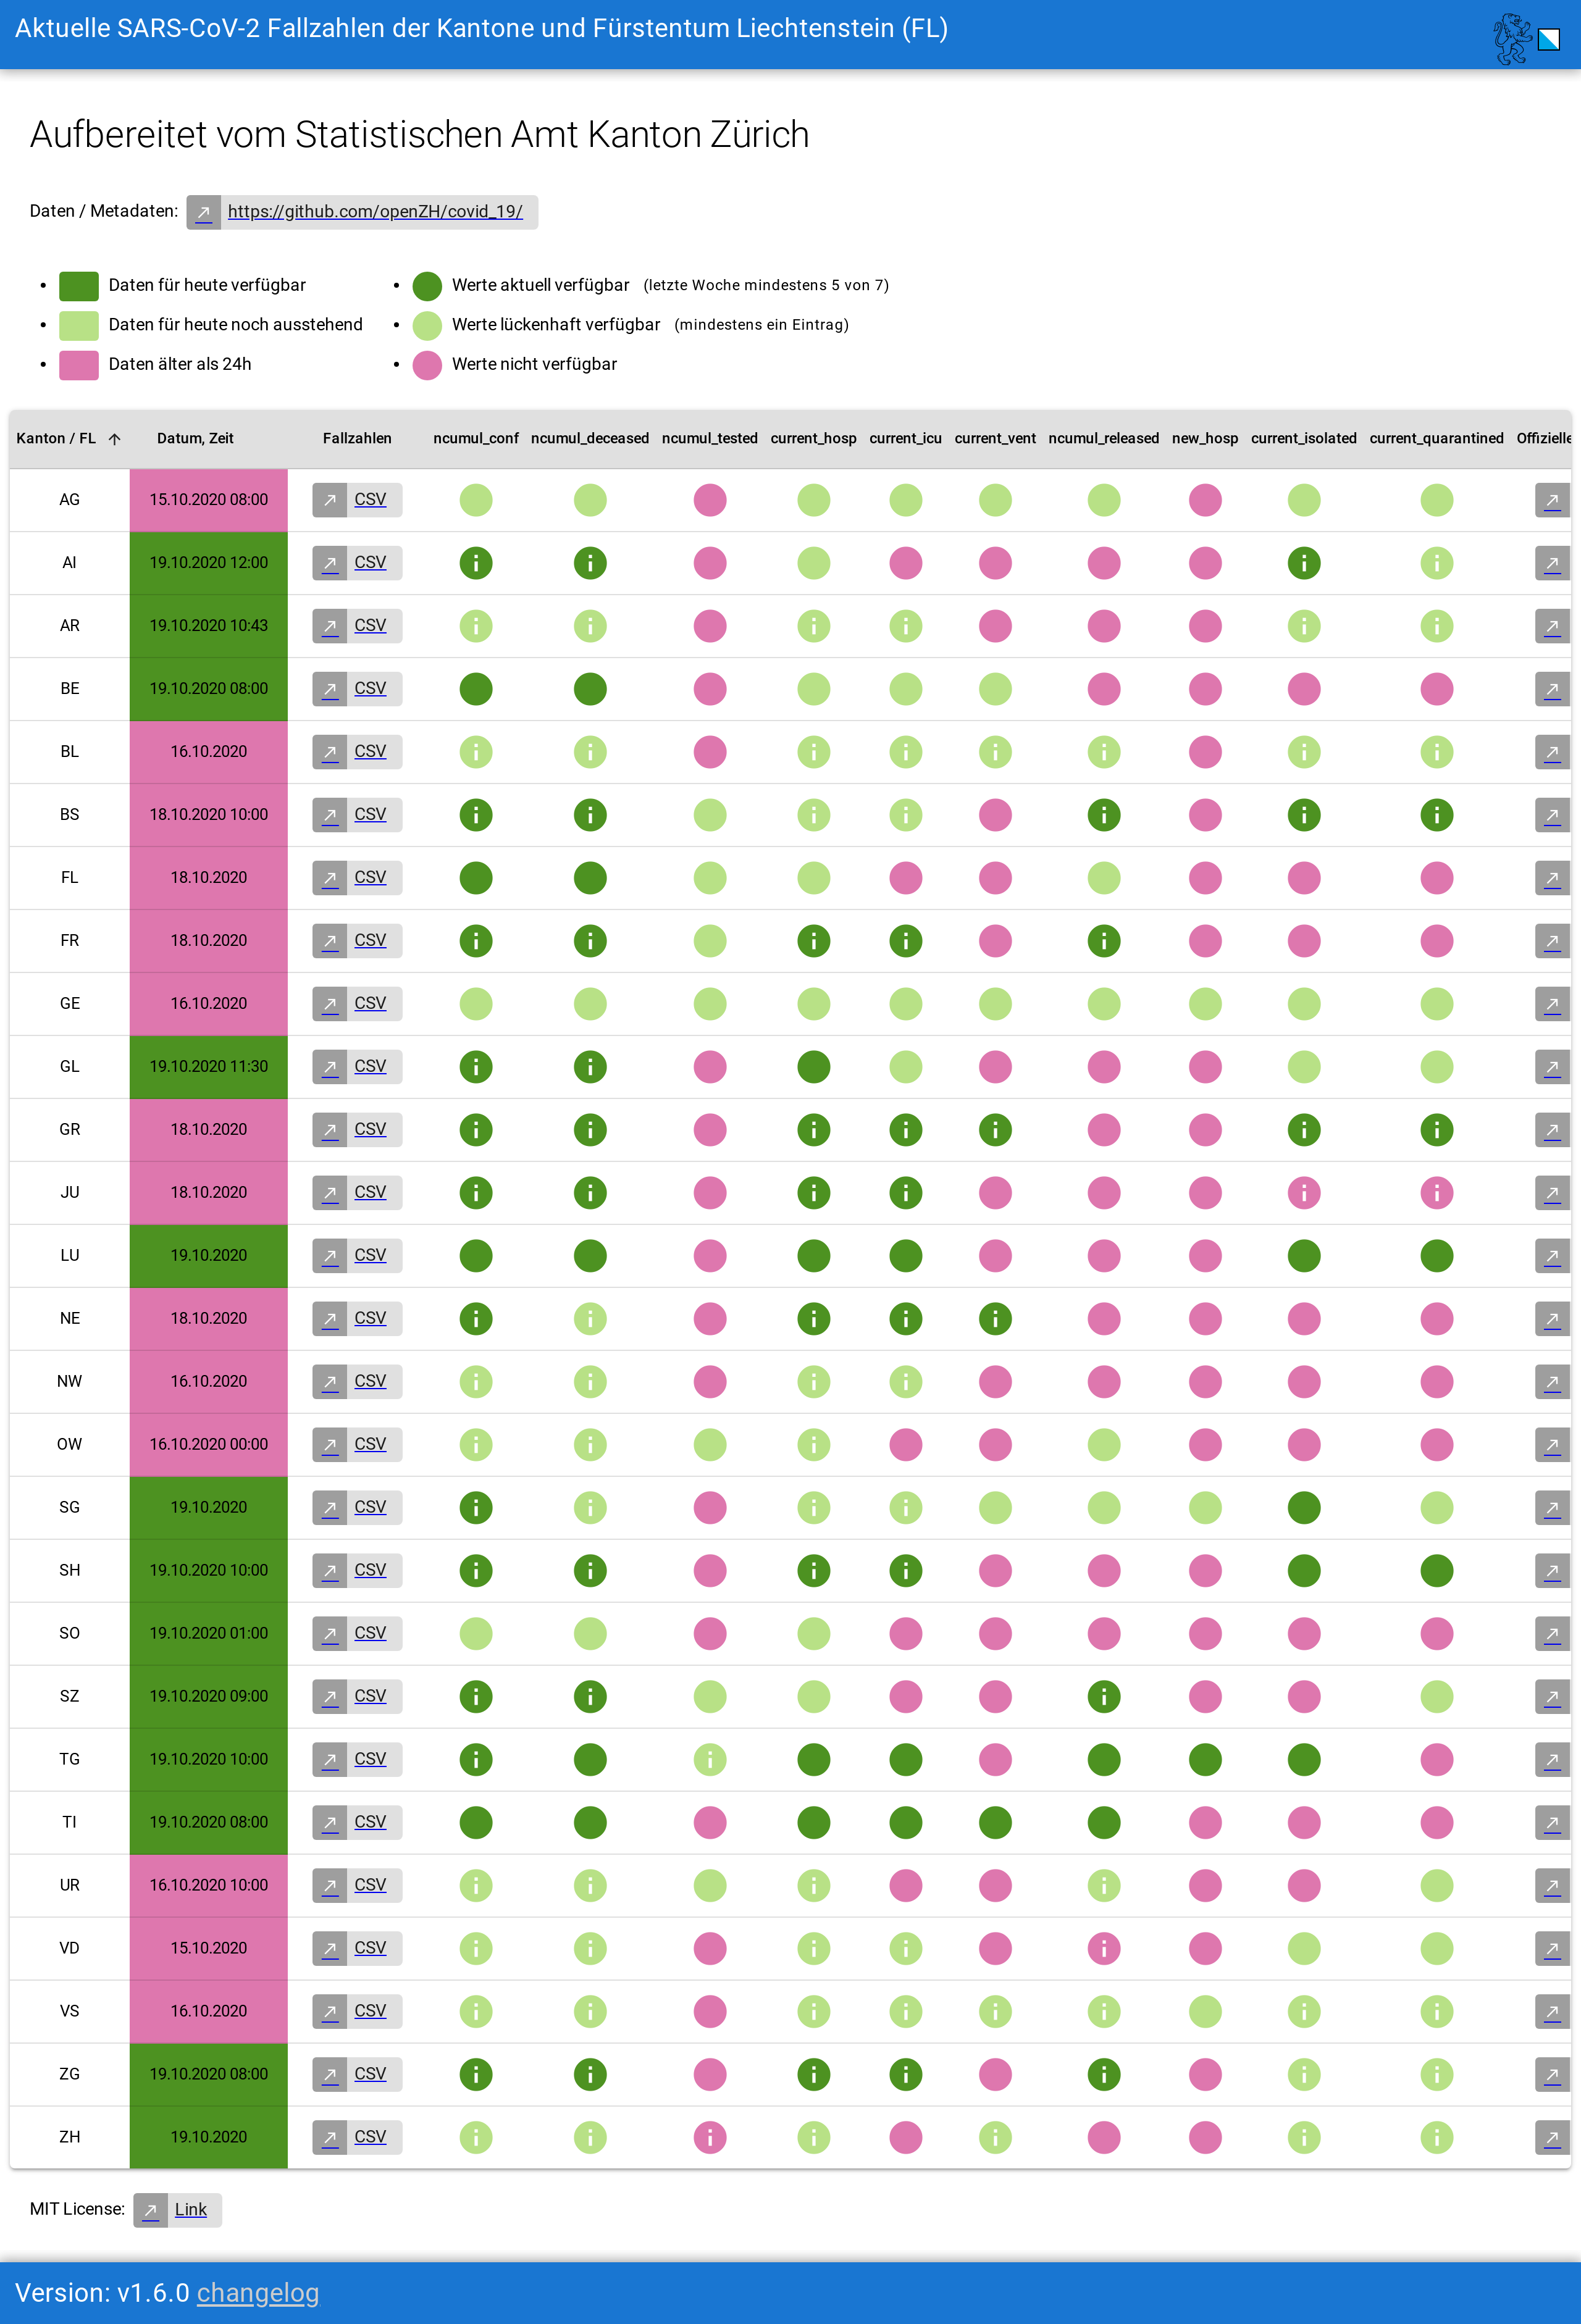 Aktuelle SARS-CoV-2 Fallzahlen der Kantone und Fürstentum Liechtenstein (FL)
Aufbereitet vom Statistischen Amt Kanton Zürich
Daten / Metadaten: https://github.com/openZH/covid_19/
Daten für heute verfügbar
Daten für heute noch ausstehend
Daten älter als 24h
Werte aktuell verfügbar (letzte Woche mindestens 5 von 7)
Werte lückenhaft verfügbar (mindestens ein Eintrag)
Werte nicht verfügbar
Kanton / FL Datum, Zeit Fallzahlen ncumul_conf ncumul_deceased ncumul_tested current_hosp current_icu current_vent ncumul_released new_hosp current_isolated current_quarantined Offizielle
AG 15.10.2020 08:00 CSV
AI 19.10.2020 12:00 CSV
AR 19.10.2020 10:43 CSV
BE 19.10.2020 08:00 CSV
BL 16.10.2020 CSV
BS 18.10.2020 10:00 CSV
FL 18.10.2020 CSV
FR 18.10.2020 CSV
GE 16.10.2020 CSV
GL 19.10.2020 11:30 CSV
GR 18.10.2020 CSV
JU 18.10.2020 CSV
LU 19.10.2020 CSV
NE 18.10.2020 CSV
NW 16.10.2020 CSV
OW 16.10.2020 00:00 CSV
SG 19.10.2020 CSV
SH 19.10.2020 10:00 CSV
SO 19.10.2020 01:00 CSV
SZ 19.10.2020 09:00 CSV
TG 19.10.2020 10:00 CSV
TI 19.10.2020 08:00 CSV
UR 16.10.2020 10:00 CSV
VD 15.10.2020 CSV
VS 16.10.2020 CSV
ZG 19.10.2020 08:00 CSV
ZH 19.10.2020 CSV
MIT License: Link
Version: v1.6.0 changelog